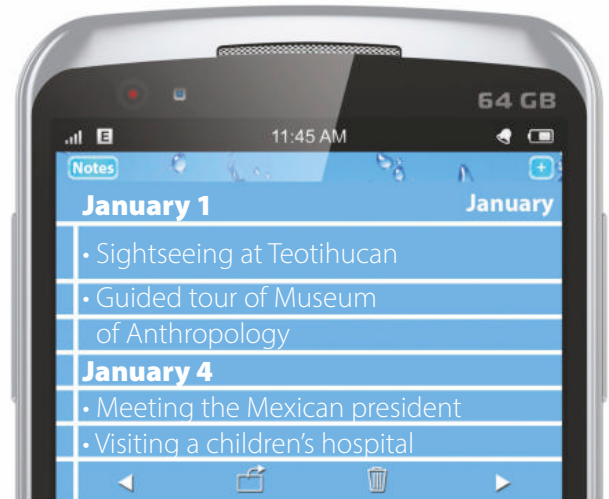 64 GB
E 11:45 AM
Notes +
January 1 January
• Sightseeing at Teotihucan
• Guided tour of Museum
of Anthropology
January 4
• Meeting the Mexican president
• Visiting a children's hospital